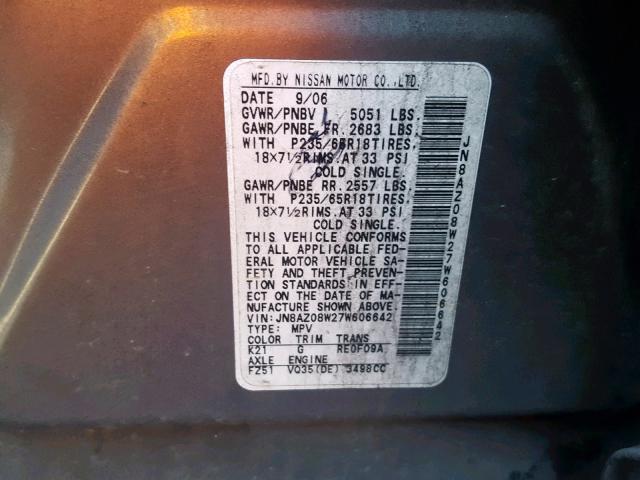 MFD.BY NISSAN MOTOR CO.,LTD.
DATE 9/06
GVWR/PNBV 5051 LBS.
GAWR/PNBE FR.2683 LBS.
WITH P235/65R18TIRES.
18×7½RIMS.AT 33 PSI
COLD SINGLE.
GAWR/PNBE RR.2557 LBS.
WITH P235/65R18TIRES.
18×7½RIMS.AT 33 PSI
COLD SINGLE.
THIS VEHICLE CONFORMS
TO ALL APPLICABLE FED-
ERAL MOTOR VEHICLE SA-
FETY AND THEFT PREVEN-
TION STANDARDS IN EFF-
ECT ON THE DATE OF MA-
NUFACTURE SHOWN ABOVE.
VIN:JN8AZ08W27W606642
TYPE: MPV
COLOR TRIM TRANS
K21 G RE0F09A
AXLE ENGINE
FZ51 VQ35(DE) 3498CC
JN8AZ08W27W606642